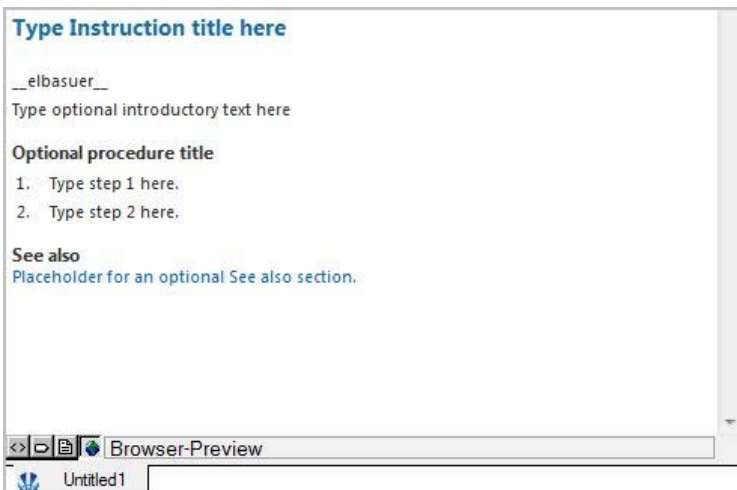 Type Instruction title here
__elbasuer__
Type optional introductory text here
Optional procedure title
1. Type step 1 here.
2. Type step 2 here.
See also
Placeholder for an optional See also section.
Browser-Preview
Untitled1